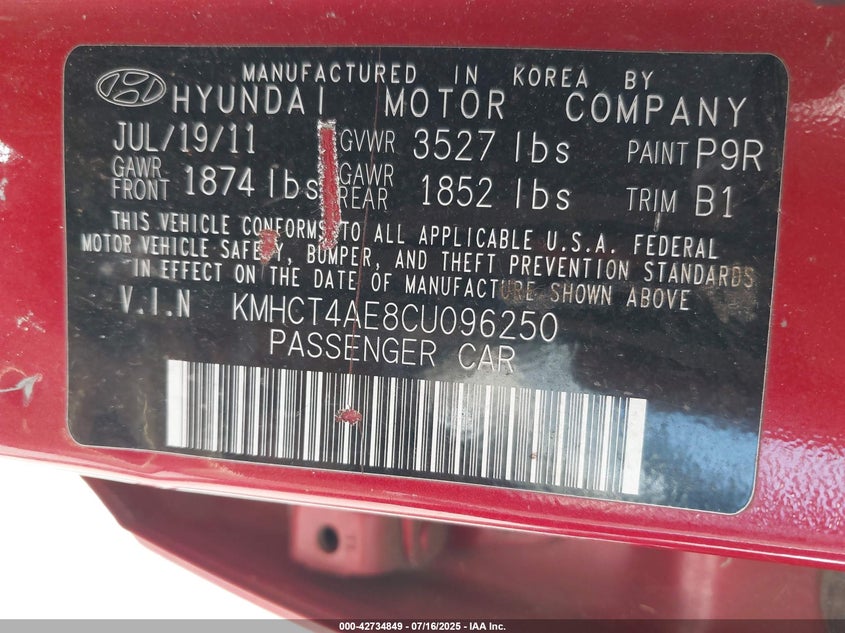 MANUFACTURED IN KOREA BY
HYUNDAI MOTOR COMPANY
JUL/19/11 GVWR 3527 lbs PAINT P9R
GAWR FRONT 1874 lbs GAWR REAR 1852 lbs TRIM B1
THIS VEHICLE CONFORMS TO ALL APPLICABLE U.S.A. FEDERAL
MOTOR VEHICLE SAFETY, BUMPER, AND THEFT PREVENTION STANDARDS
IN EFFECT ON THE DATE OF MANUFACTURE SHOWN ABOVE
V.I.N KMHCT4AE8CU096250
PASSENGER CAR
000-42734849 - 07/16/2025 - IAA Inc.